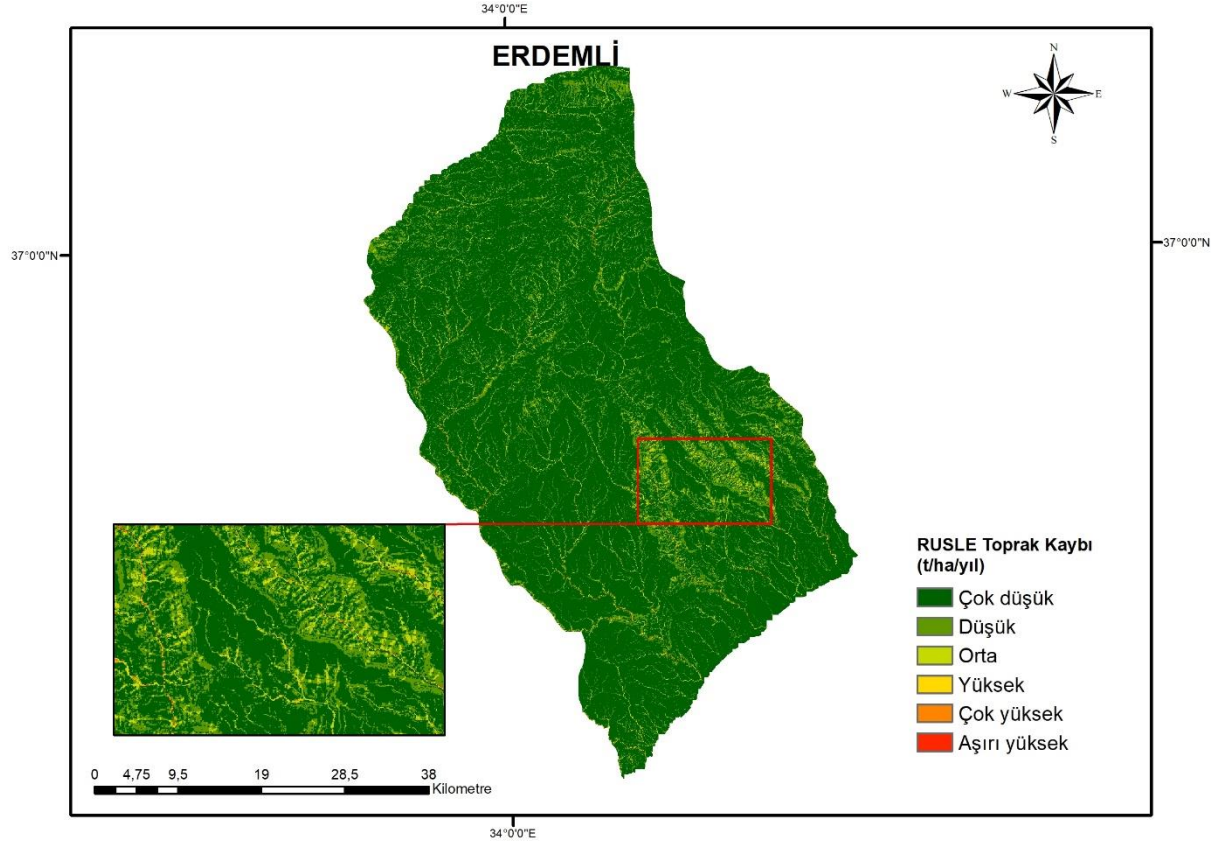 34°0'0"E
ERDEMLİ
N
W
E
S
37°0'0"N
37°0'0"N
RUSLE Toprak Kaybı
(t/ha/yıl)
Çok düşük
Düşük
Orta
Yüksek
Çok yüksek
Aşırı yüksek
0 4,75 9,5 19 28,5 38
Kilometre
34°0'0"E